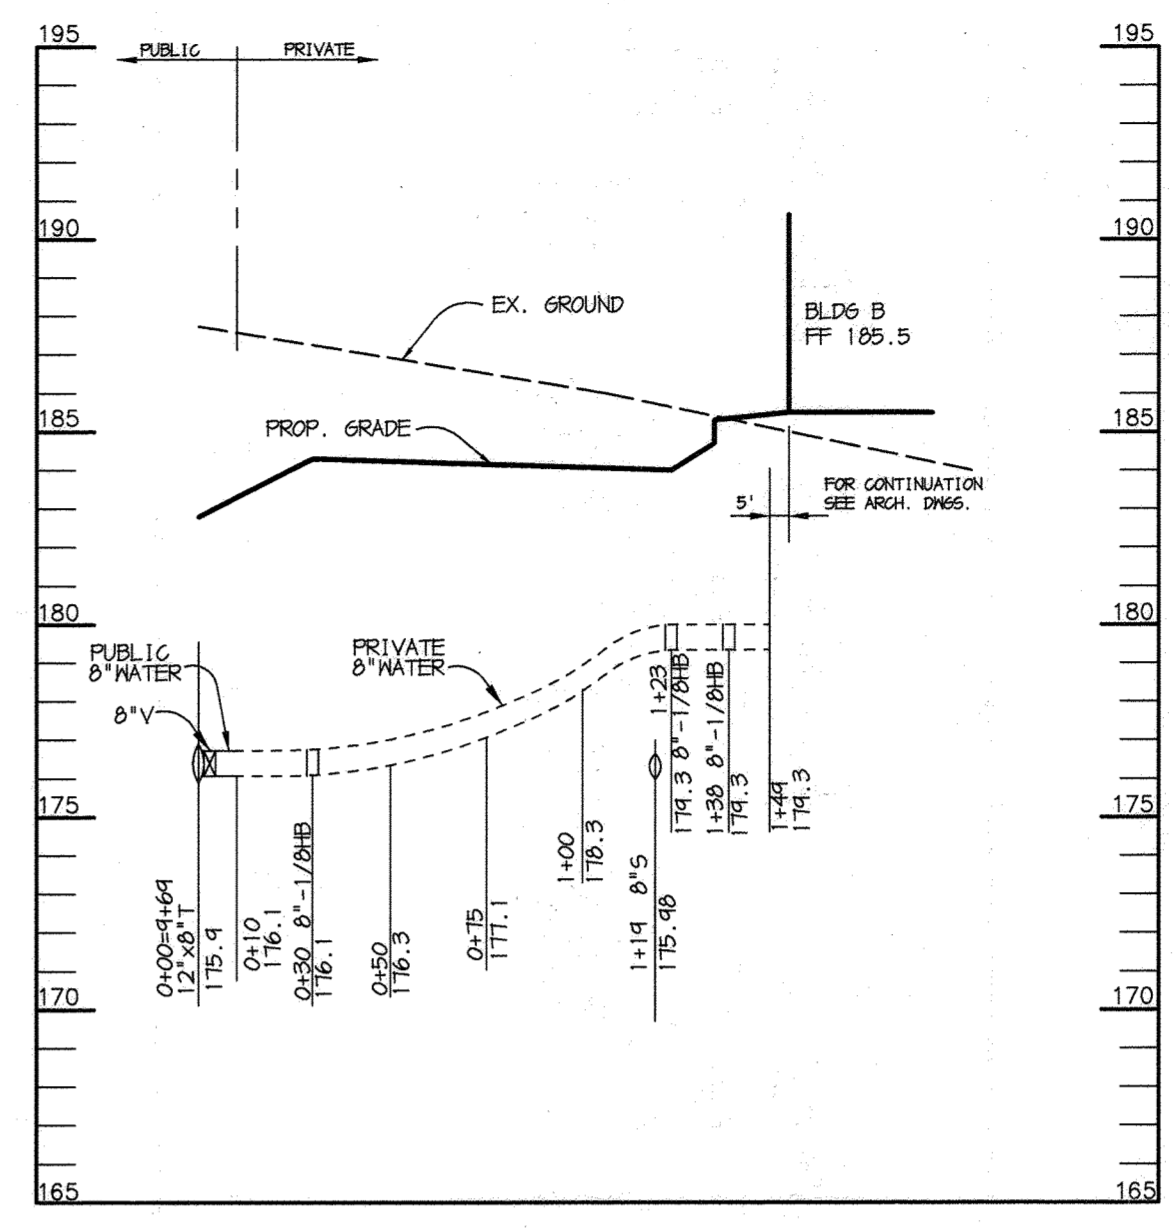 195
195
PUBLIC
PRIVATE
190
190
EX. GROUND
BLDG B
FF 185.5
185
185
PROP. GRADE
FOR CONTINUATION
SEE ARCH. DWGS.
5'
180
180
PUBLIC
8"WATER
PRIVATE
8"WATER
8"V
175
175
0+00=9+69
12"x8"T
175.9
0+10
176.1
0+30 8"-1/8HB
176.1
0+50
176.3
0+75
177.1
1+00
178.3
1+19 8"S
175.98
1+23
8"-1/8HB
179.3
1+38 8"-1/8HB
179.3
1+49
179.3
170
170
165
165